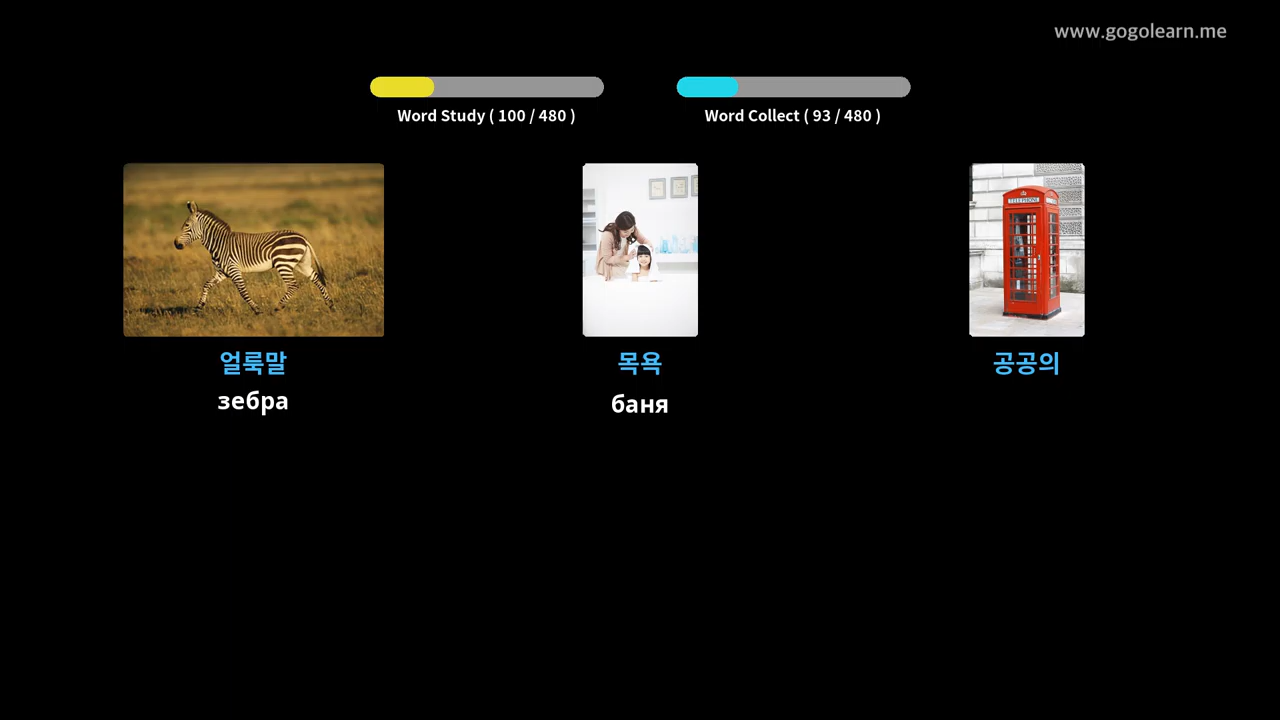 www.gogolearn.me
Word Study ( 100 / 480 )
Word Collect ( 93 / 480 )
TELEPHONE
얼룩말
목욕
공공의
зебра
баня